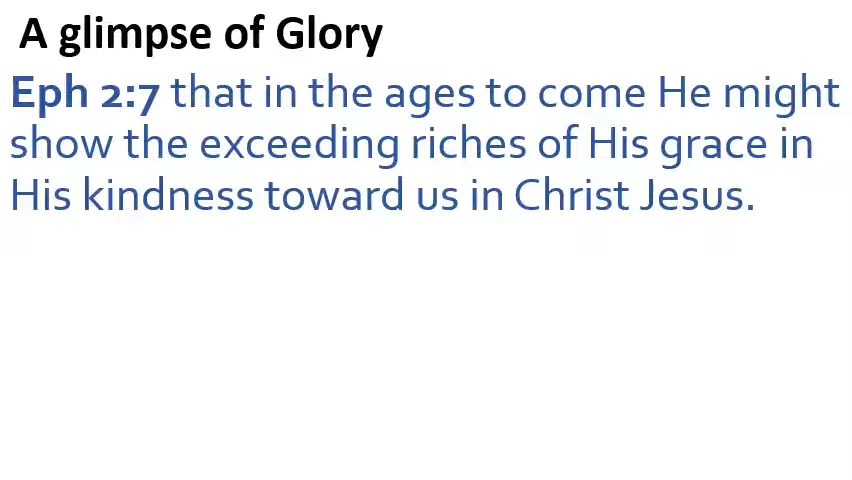 A glimpse of Glory
Eph 2:7 that in the ages to come He might
show the exceeding riches of His grace in
His kindness toward us in Christ Jesus.